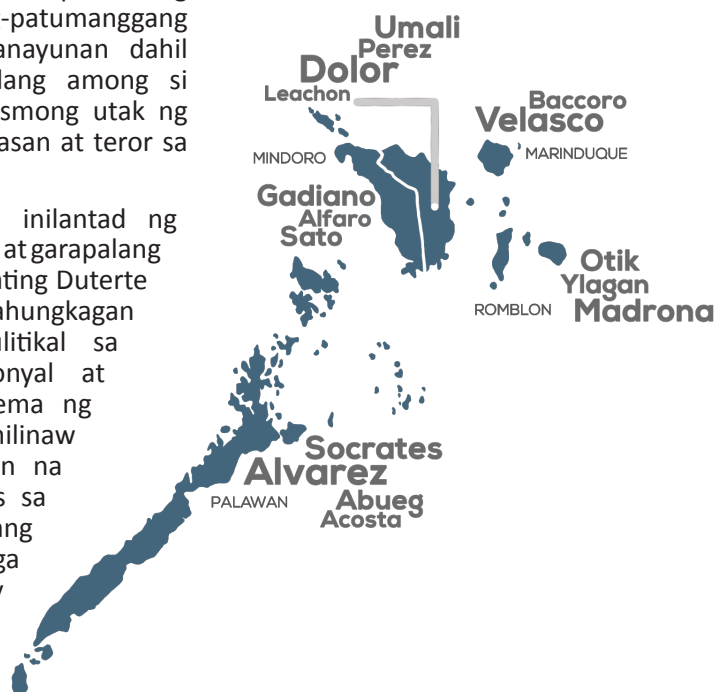 -patumanggang
anayunan dahil
lang among si
smong utak ng
asan at teror sa
inilantad ng
at garapalang
ating Duterte
ahungkagan
litikal sa
onyal at
ema ng
hilinaw
n na
s sa
ang
ga
Umali
Perez
Dolor
Leachon
MINDORO
Baccoro
Velasco
MARINDUQUE
Gadiano
Alfaro
Sato
Otik
Ylagan
ROMBLON
Madrona
Socrates
Alvarez
PALAWAN
Abueg
Acosta